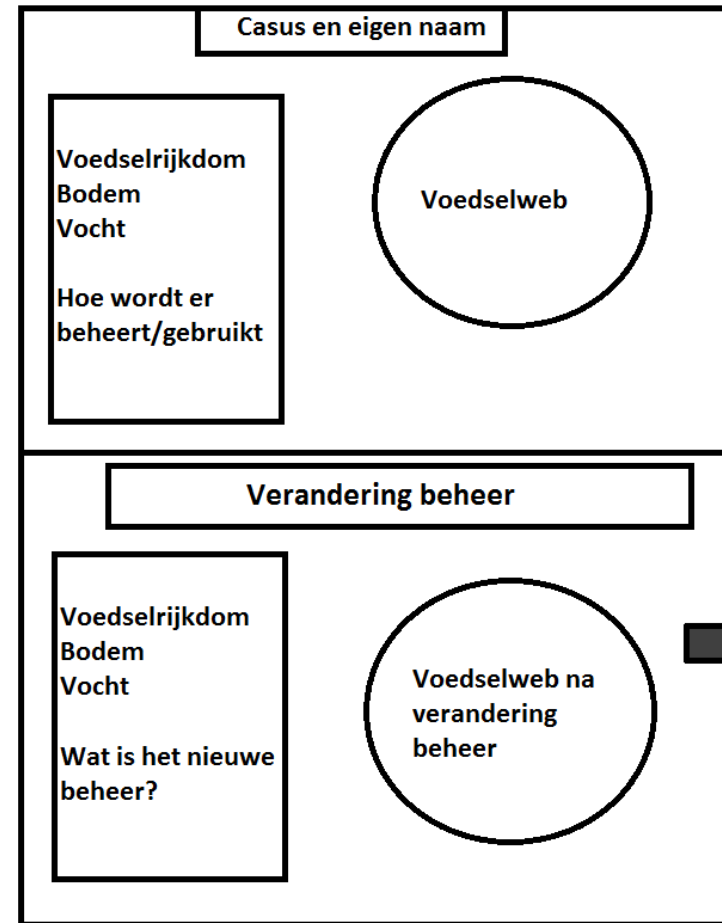 Casus en eigen naam
Voedselrijkdom
Bodem
Vocht
Hoe wordt er
beheert/gebruikt
Voedselweb
Verandering beheer
Voedselrijkdom
Bodem
Vocht
Wat is het nieuwe
beheer?
Voedselweb na
verandering
beheer